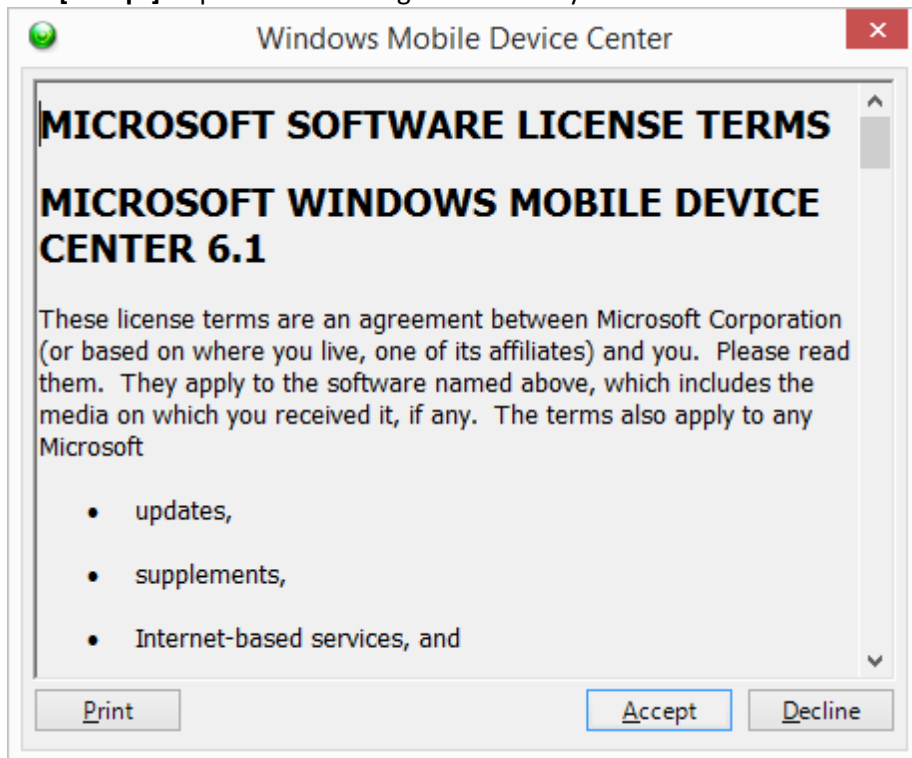 Windows Mobile Device Center
MICROSOFT SOFTWARE LICENSE TERMS
MICROSOFT WINDOWS MOBILE DEVICE
CENTER 6.1
These license terms are an agreement between Microsoft Corporation
(or based on where you live, one of its affiliates) and you.  Please read
them.  They apply to the software named above, which includes the
media on which you received it, if any.  The terms also apply to any
Microsoft
• updates,
• supplements,
• Internet-based services, and
Print Accept Decline